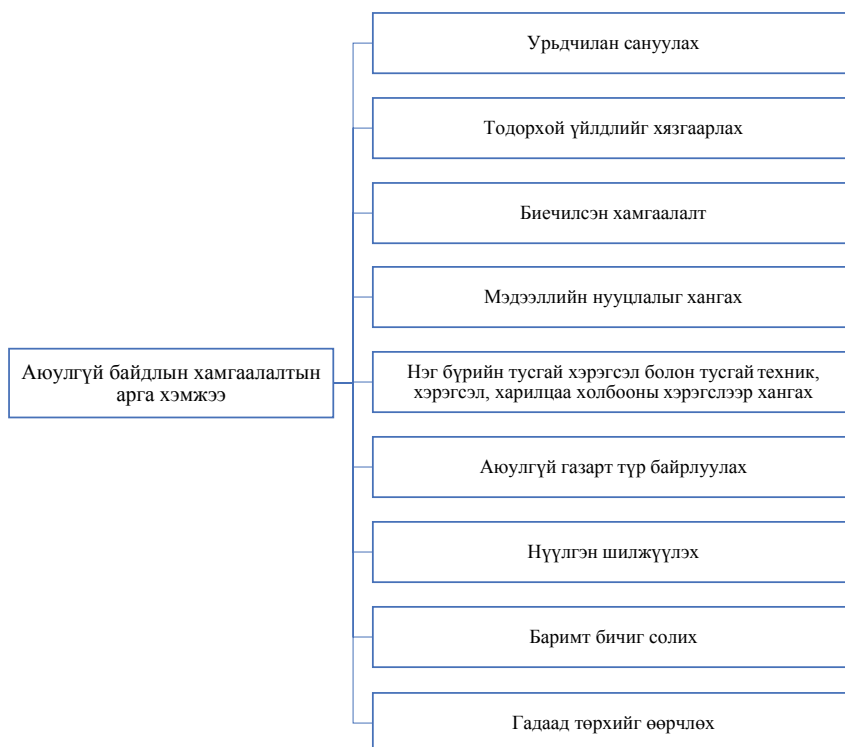 Урьдчилан сануулах
Тодорхой үйлдлийг хязгаарлах
Биечилсэн хамгаалалт
Мэдээллийн нууцлалыг хангах
Аюулгүй байдлын хамгаалалтын
арга хэмжээ
Нэг бүрийн тусгай хэрэгсэл болон тусгай техник,
хэрэгсэл, харилцаа холбооны хэрэгслээр хангах
Аюулгүй газарт түр байрлуулах
Нүүлгэн шилжүүлэх
Баримт бичиг солих
Гадаад төрхийг өөрчлөх